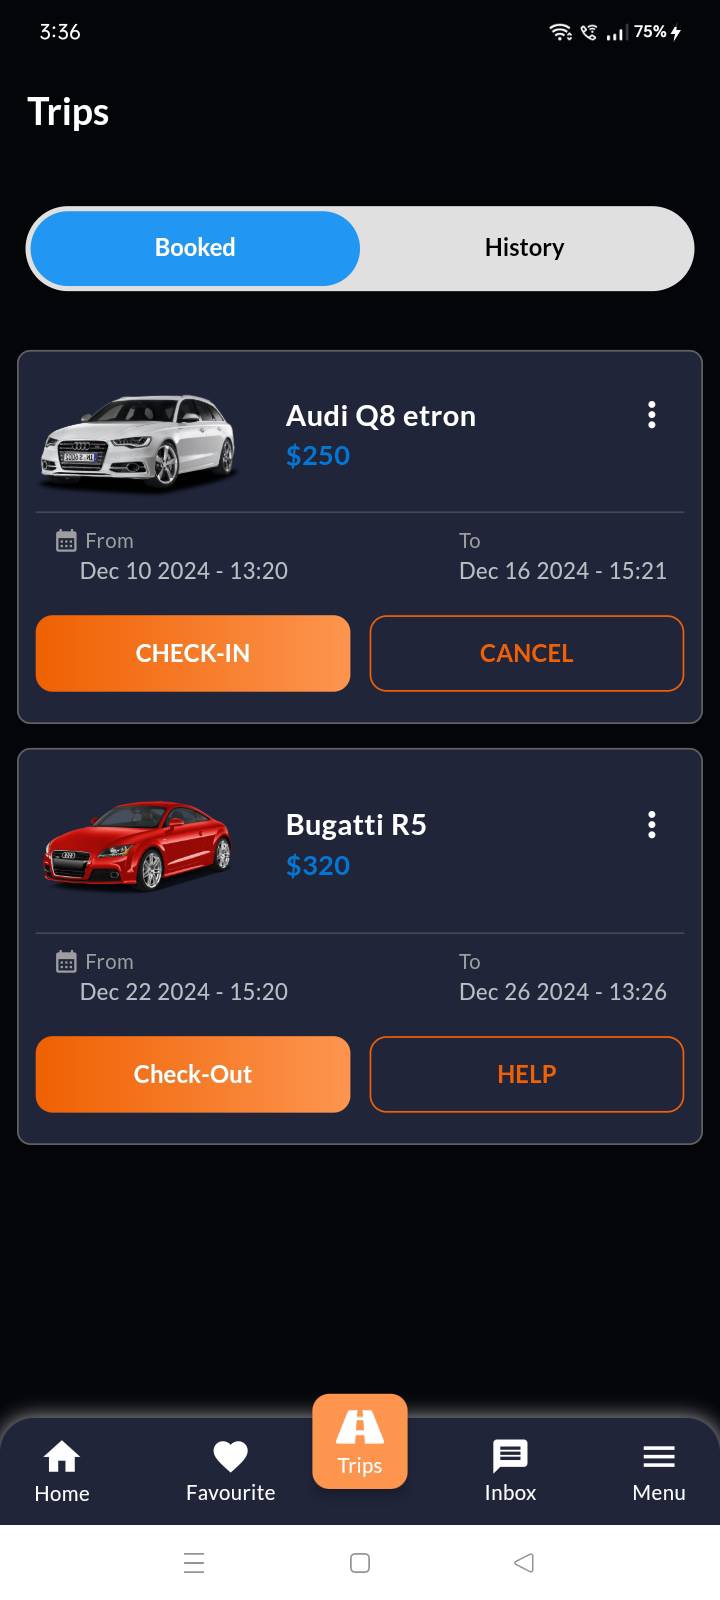 3:36 75%
Trips
Booked History
Audi Q8 etron
$250
From To
Dec 10 2024 - 13:20 Dec 16 2024 - 15:21
CHECK-IN CANCEL
Bugatti R5
$320
From To
Dec 22 2024 - 15:20 Dec 26 2024 - 13:26
Check-Out HELP
Home Favourite Trips Inbox Menu